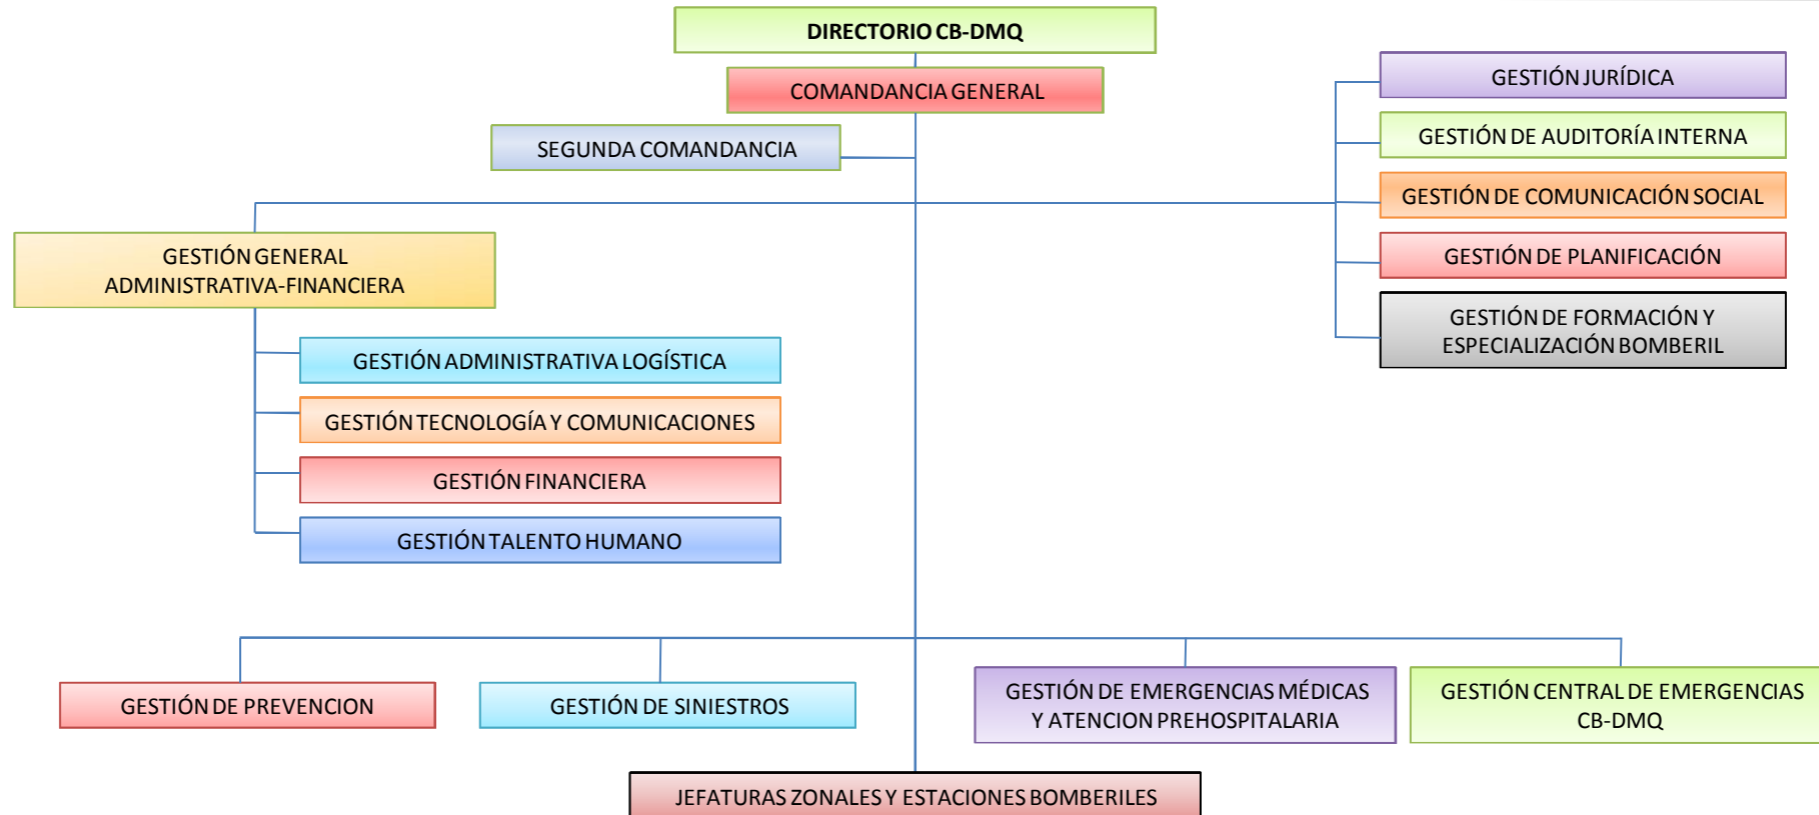 DIRECTORIO CB-DMQ
COMANDANCIA GENERAL
SEGUNDA COMANDANCIA
GESTIÓN JURÍDICA
GESTIÓN DE AUDITORÍA INTERNA
GESTIÓN DE COMUNICACIÓN SOCIAL
GESTIÓN DE PLANIFICACIÓN
GESTIÓN DE FORMACIÓN Y
ESPECIALIZACIÓN BOMBERIL
GESTIÓN GENERAL
ADMINISTRATIVA-FINANCIERA
GESTIÓN ADMINISTRATIVA LOGÍSTICA
GESTIÓN TECNOLOGÍA Y COMUNICACIONES
GESTIÓN FINANCIERA
GESTIÓN TALENTO HUMANO
GESTIÓN DE PREVENCION
GESTIÓN DE SINIESTROS
GESTIÓN DE EMERGENCIAS MÉDICAS
Y ATENCION PREHOSPITALARIA
GESTIÓN CENTRAL DE EMERGENCIAS
CB-DMQ
JEFATURAS ZONALES Y ESTACIONES BOMBERILES